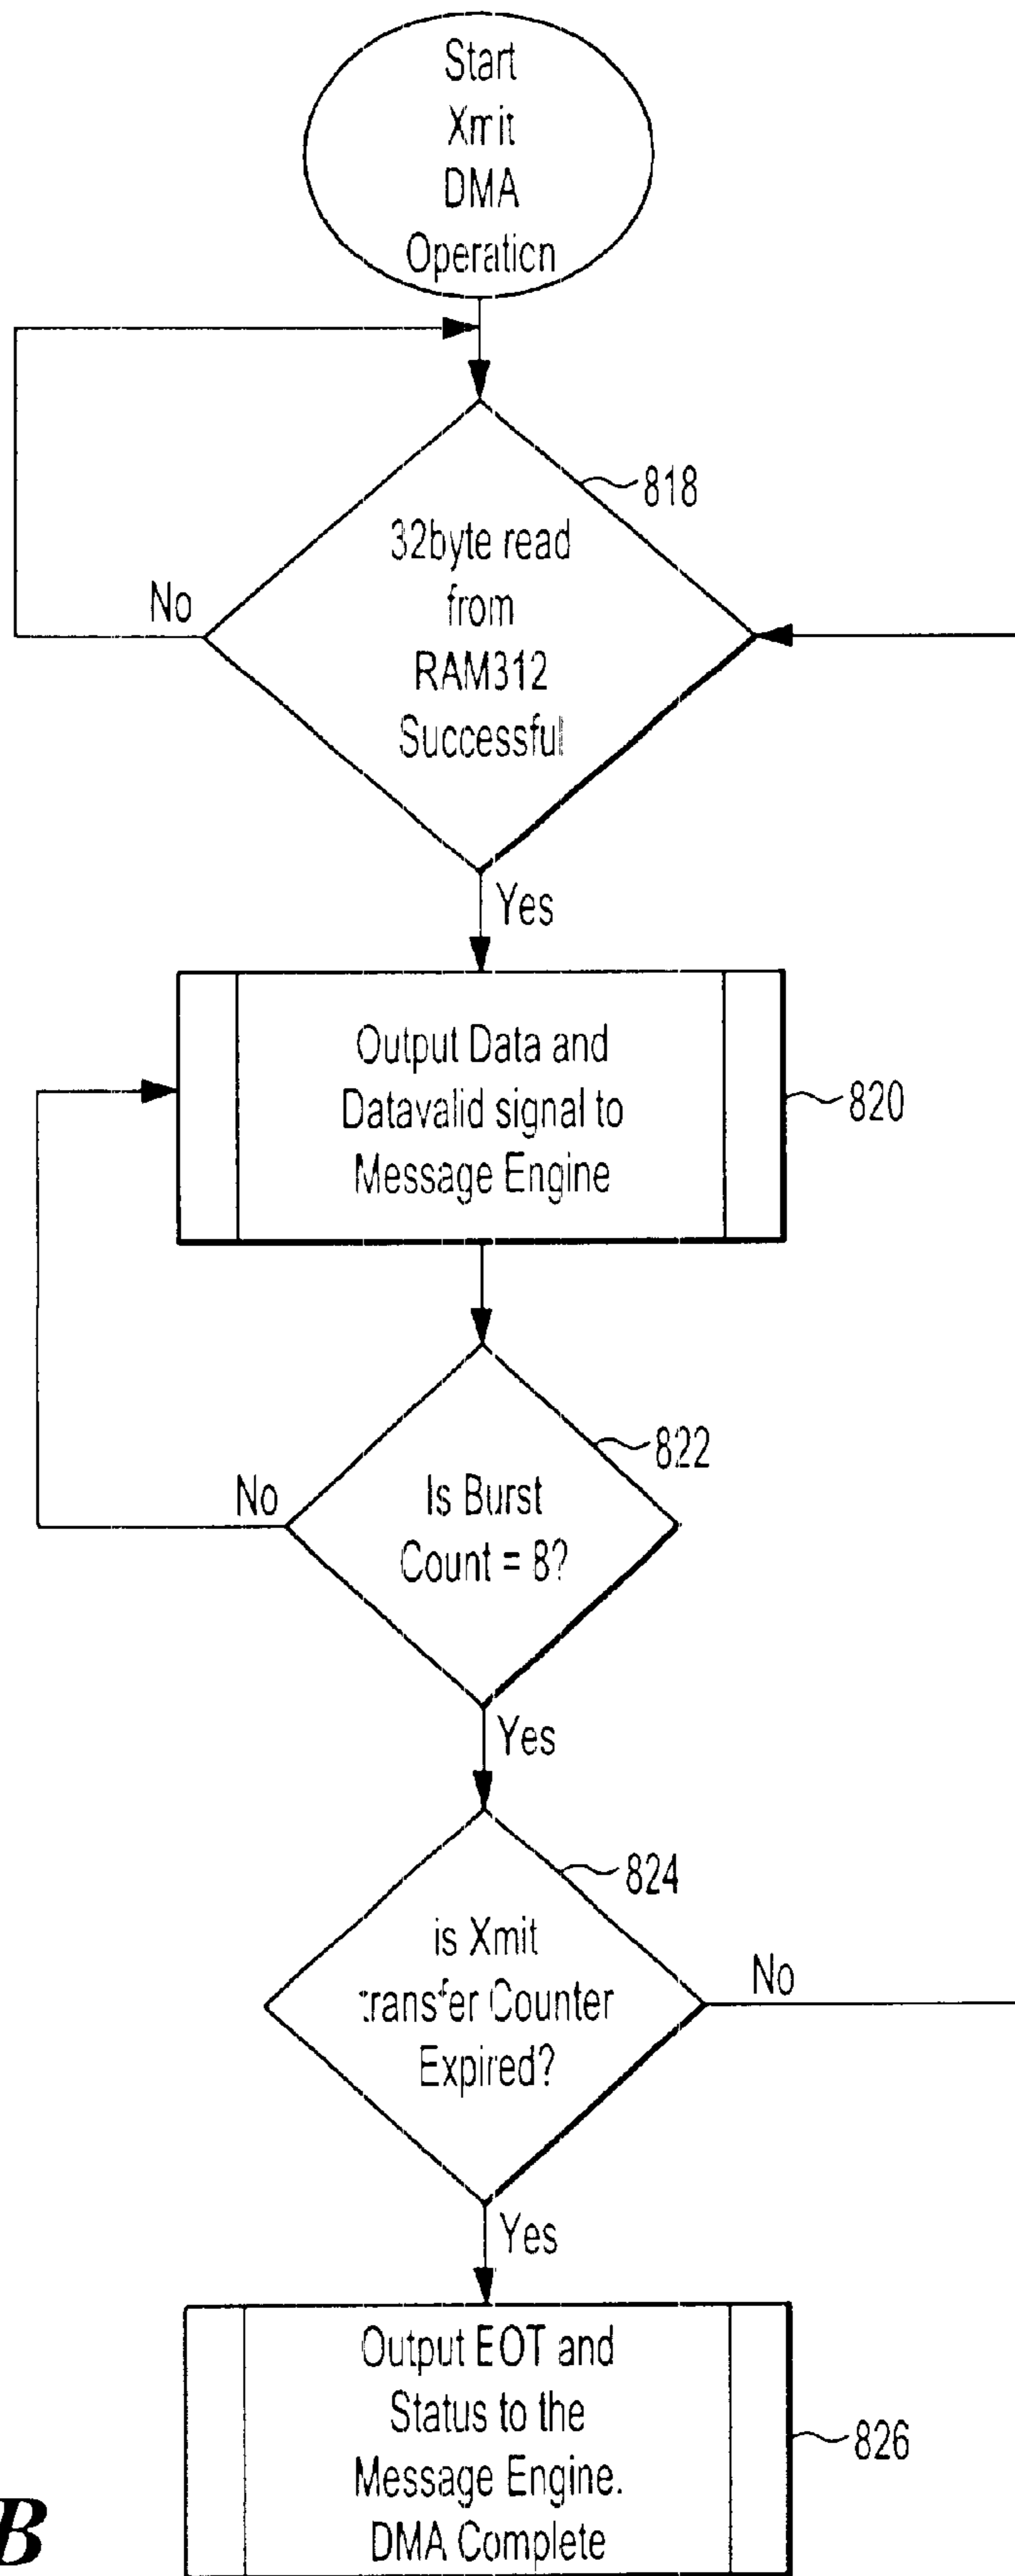 Start
Xmit
DMA
Operation
818
32byte read
from
RAM312
Successful
No
Yes
Output Data and
Datavalid signal to
Message Engine
820
822
Is Burst
Count = 8?
No
Yes
824
is Xmit
transfer Counter
Expired?
No
Yes
Output EOT and
Status to the
Message Engine.
DMA Complete
826
B